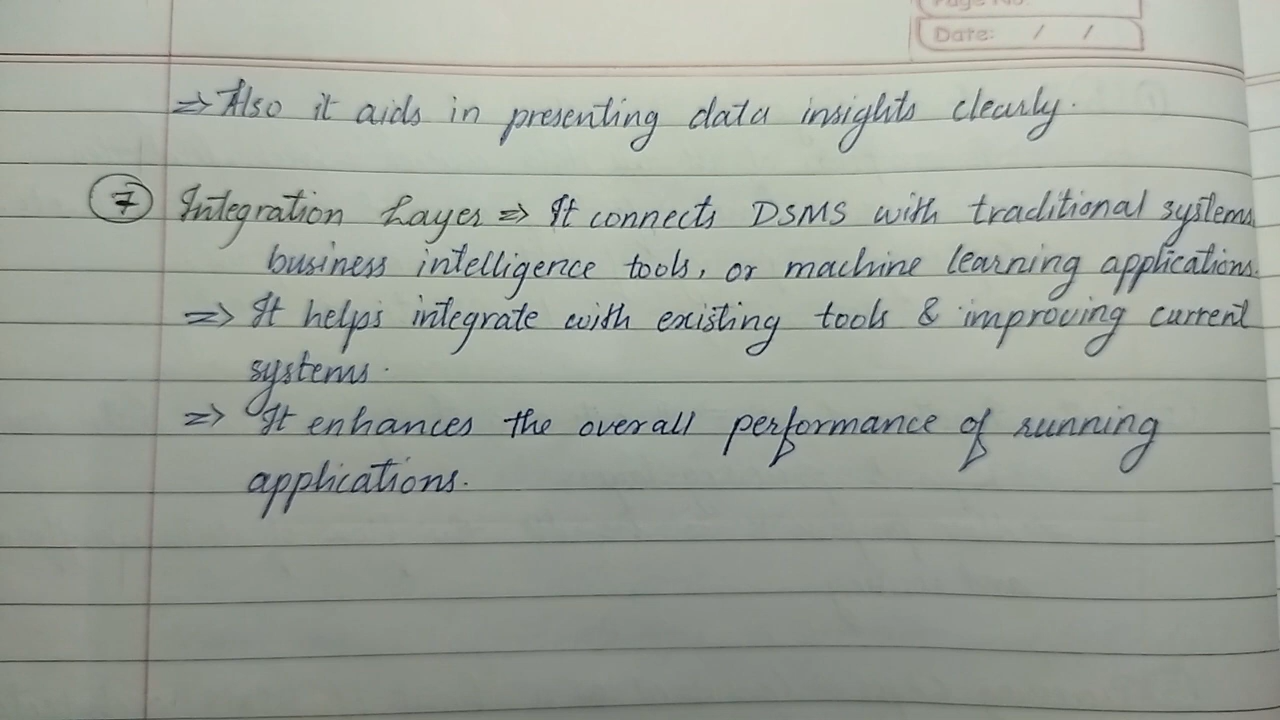 Page No.
Date: / /
⇒ Also it aids in presenting data insights clearly.
⑦ Integration Layer ⇒ It connects DSMS with traditional systems,
business intelligence tools, or machine learning applications.
⇒ It helps integrate with existing tools & improving current
systems.
⇒ It enhances the overall performance of running
applications.